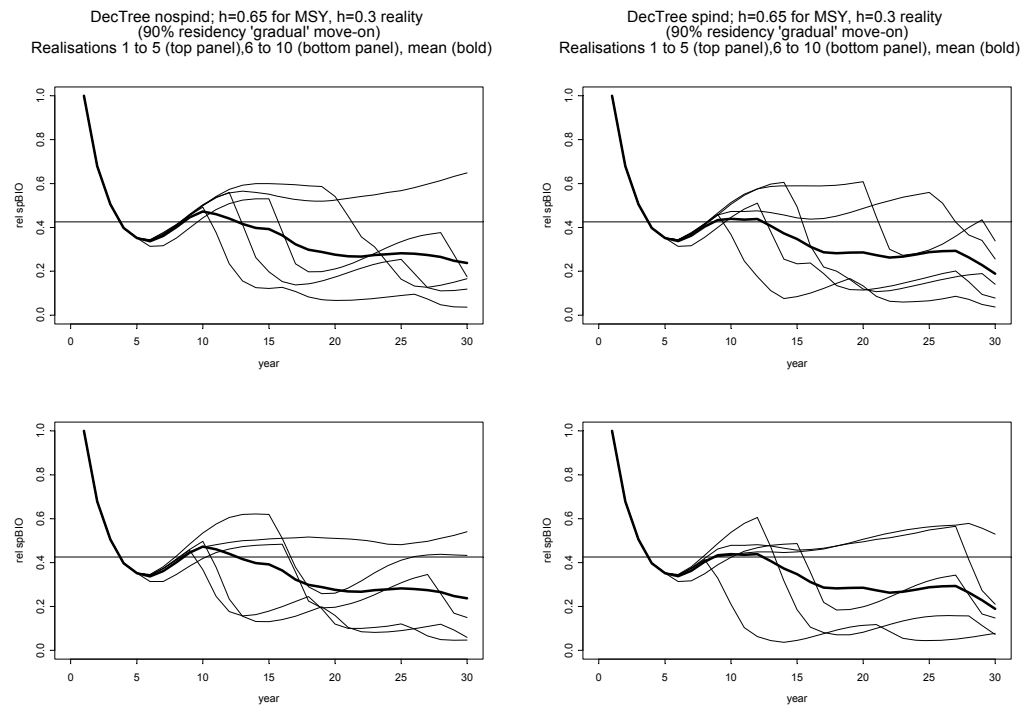 DecTree nospind; h=0.65 for MSY, h=0.3 reality
(90% residency 'gradual' move-on)
Realisations 1 to 5 (top panel),6 to 10 (bottom panel), mean (bold)
DecTree spind; h=0.65 for MSY, h=0.3 reality
(90% residency 'gradual' move-on)
Realisations 1 to 5 (top panel),6 to 10 (bottom panel), mean (bold)
rel spBIO
1.0
0.8
0.6
0.4
0.2
0.0
0 5 10 15 20 25 30
year
rel spBIO
1.0
0.8
0.6
0.4
0.2
0.0
0 5 10 15 20 25 30
year
rel spBIO
1.0
0.8
0.6
0.4
0.2
0.0
0 5 10 15 20 25 30
year
rel spBIO
1.0
0.8
0.6
0.4
0.2
0.0
0 5 10 15 20 25 30
year